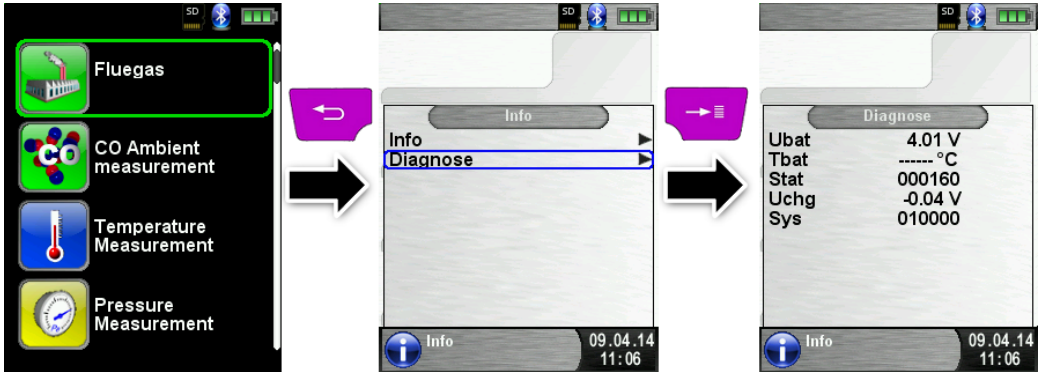 SD
Fluegas
CO
CO Ambient
measurement
Temperature
Measurement
Pa
Pressure
Measurement
SD
Info
Info
Diagnose
Info
09.04.14
11:06
SD
Diagnose
Ubat 4.01 V
Tbat ------ °C
Stat 000160
Uchg -0.04 V
Sys 010000
Info
09.04.14
11:06